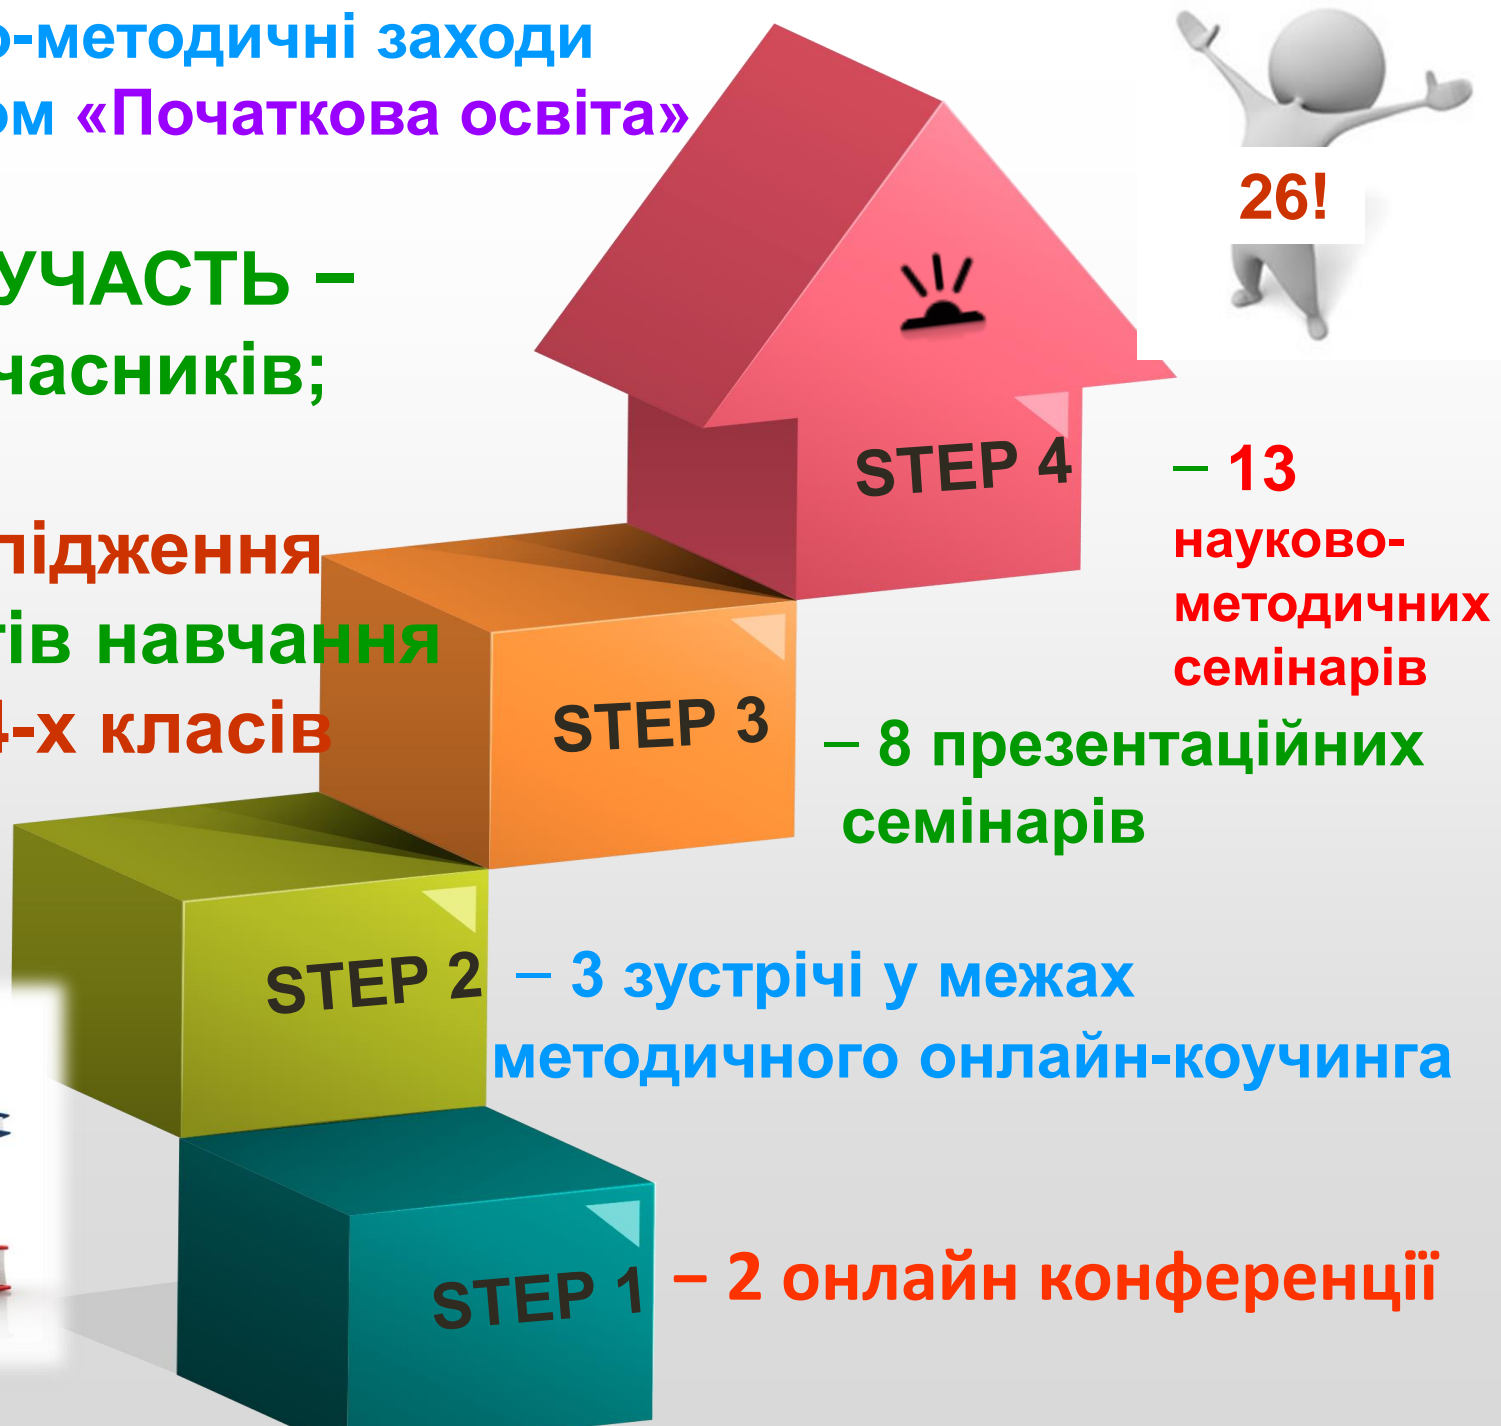 о-методичні заходи
ом «Початкова освіта»
26!
УЧАСТЬ –
часників;
STEP 4
– 13
науково-
методичних
семінарів
підження
тів навчання
4-х класів
STEP 3
– 8 презентаційних
семінарів
STEP 2
– 3 зустрічі у межах
методичного онлайн-коучинга
STEP 1
– 2 онлайн конференції